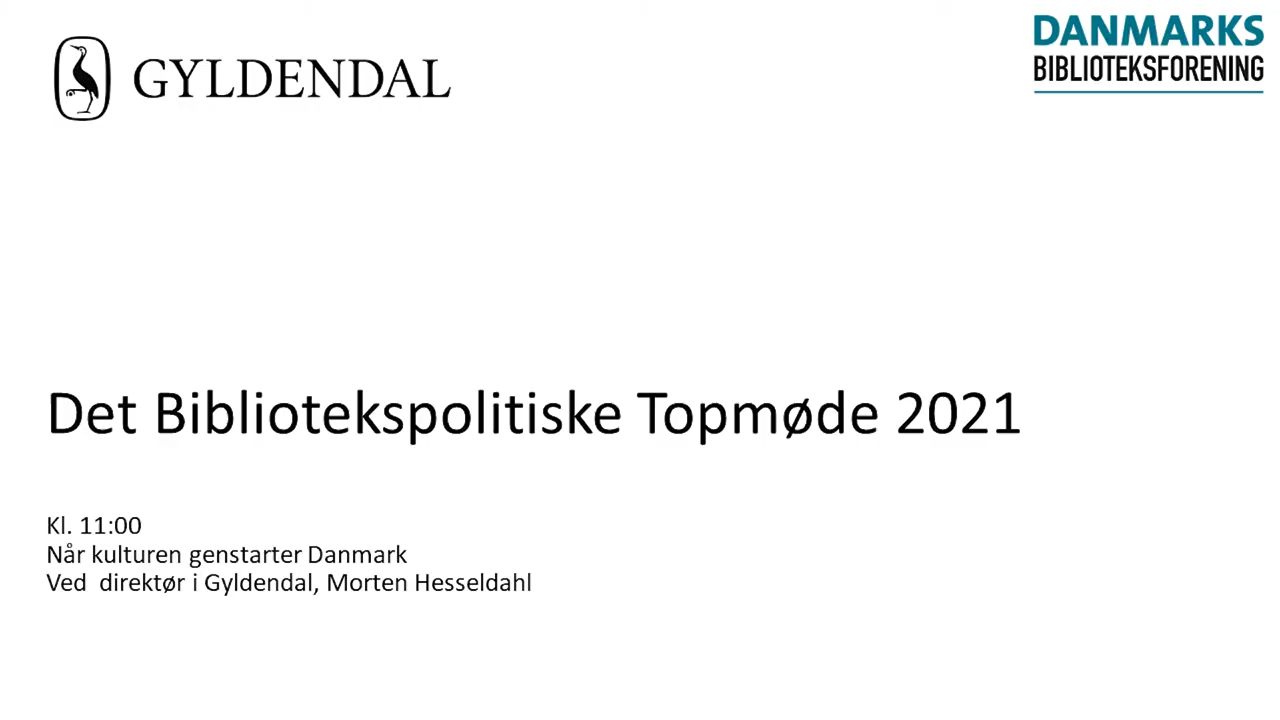 GYLDENDAL
DANMARKS
BIBLIOTEKSFORENING
Det Bibliotekspolitiske Topmøde 2021
Kl. 11:00
Når kulturen genstarter Danmark
Ved  direktør i Gyldendal, Morten Hesseldahl